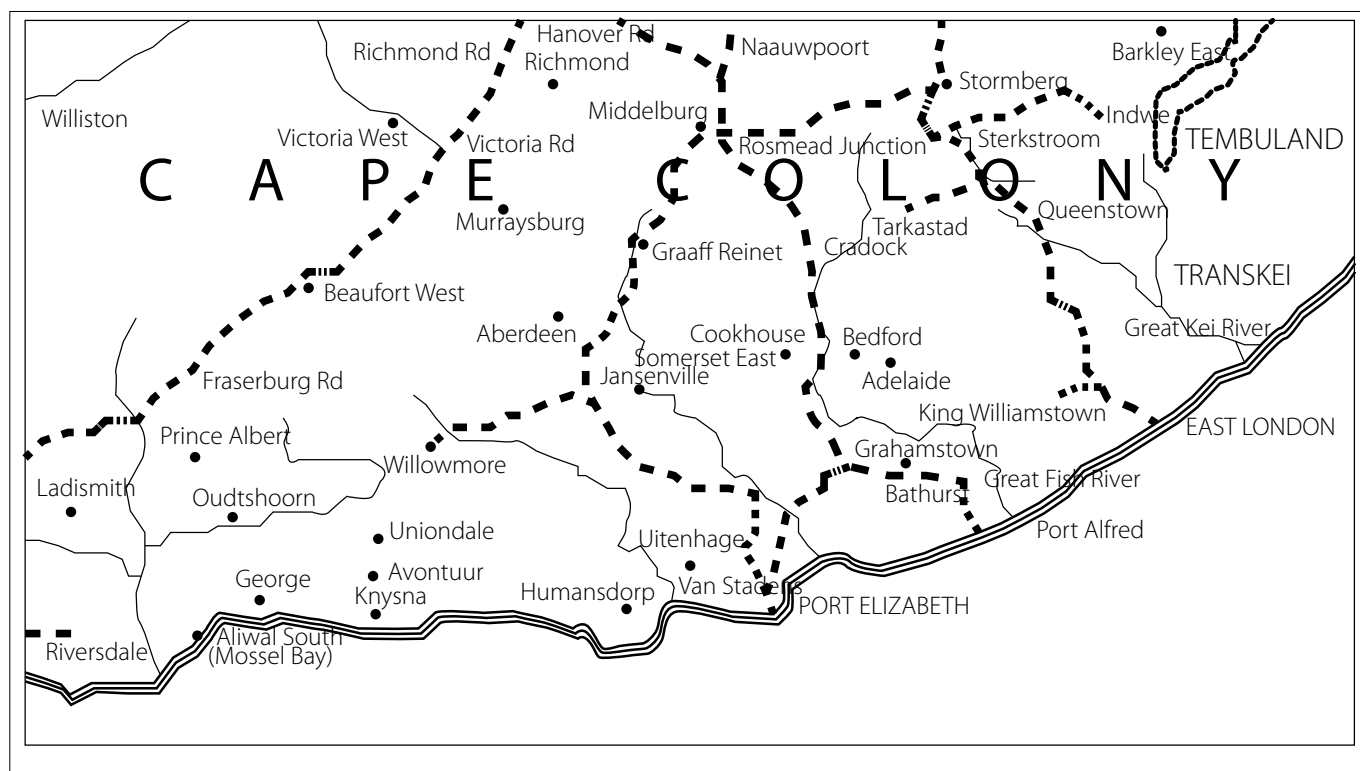 Hanover Rd
Richmond Rd
Richmond
Naauwpoort
Barkley East
Stormberg
Williston
Middelburg
Indwe
Victoria West
Victoria Rd
Rosmead Junction
Sterkstroom
TEMBULAND
CAPE COLONY
Murraysburg
Tarkastad
Queenstown
Graaff Reinet
Cradock
TRANSKEI
Beaufort West
Aberdeen
Cookhouse
Bedford
Great Kei River
Somerset East
Fraserburg Rd
Jansenville
Adelaide
King Williamstown
EAST LONDON
Prince Albert
Willowmore
Grahamstown
Ladismith
Oudtshoorn
Bathurst
Great Fish River
Uniondale
Uitenhage
Port Alfred
George
Avontuur
Knysna
Humansdorp
Van Stadens
PORT ELIZABETH
Riversdale
Aliwal South
(Mossel Bay)